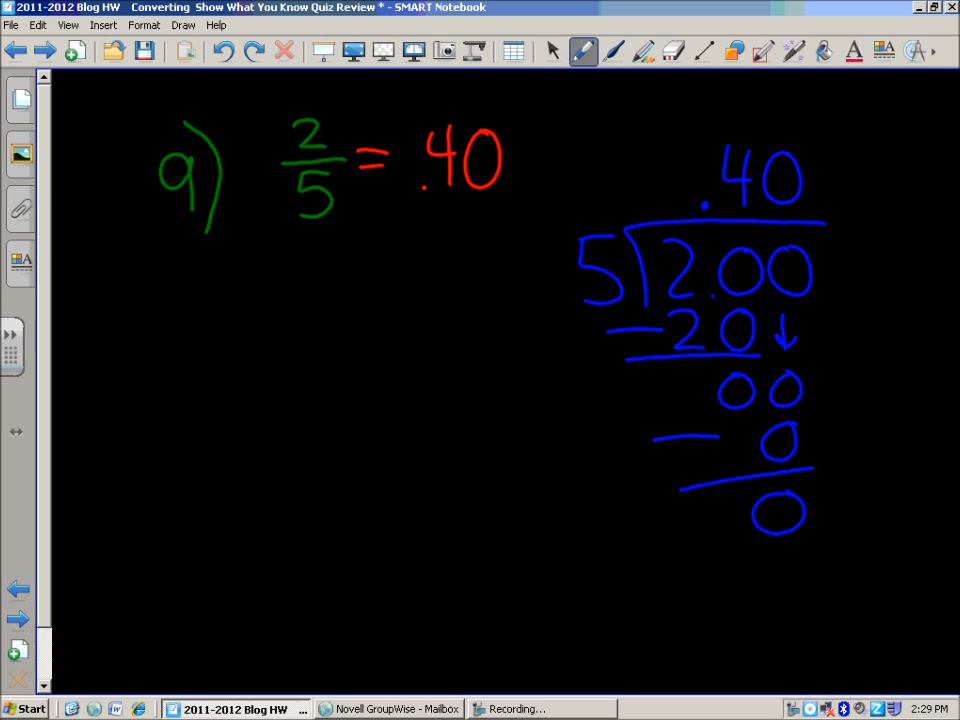 2011-2012 Blog HW Converting Show What You Know Quiz Review * - SMART Notebook
File Edit View Insert Format Draw Help
a) 2/5 = .40
.40
5)2.00
-20↓
00
- 0
0
Start 2011-2012 Blog HW ... Novell GroupWise - Mailbox Recording... 2:29 PM